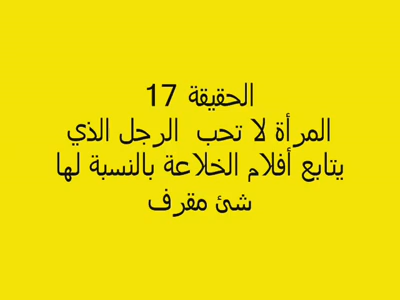 الحقيقة 17
المرأة لا تحب الرجل الذي
يتابع أفلام الخلاعة بالنسبة لها
شئ مقرف